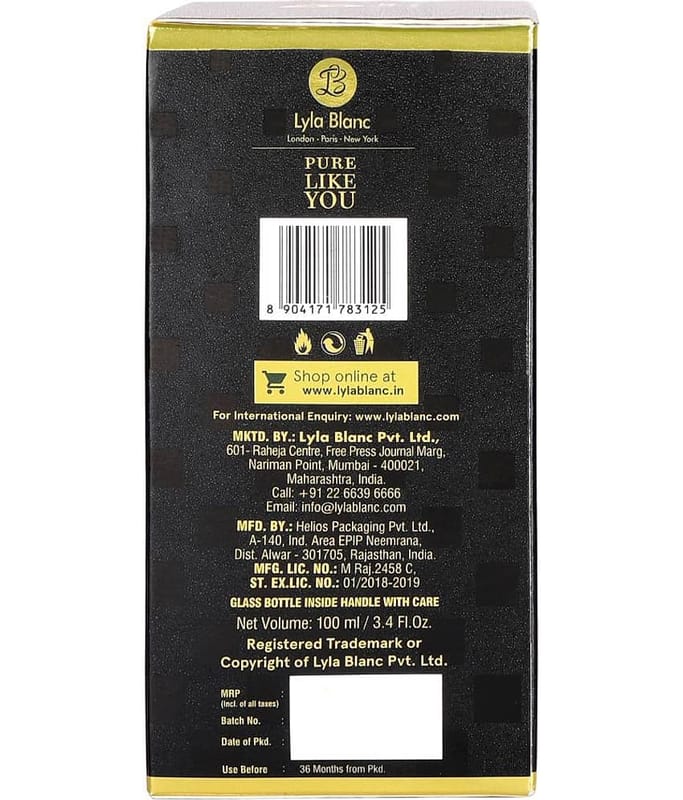 LB
Lyla Blanc
London - Paris - New York
PURE
LIKE
YOU
8 904171 783125
Shop online at
www.lylablanc.in
For International Enquiry: www.lylablanc.com
MKTD. BY.: Lyla Blanc Pvt. Ltd.,
601- Raheja Centre, Free Press Journal Marg,
Nariman Point, Mumbai - 400021,
Maharashtra, India.
Call: +91 22 6639 6666
Email: info@lylablanc.com
MFD. BY.: Helios Packaging Pvt. Ltd.,
A-140, Ind. Area EPIP Neemrana,
Dist. Alwar - 301705, Rajasthan, India.
MFG. LIC. NO.: M Raj.2458 C,
ST. EX.LIC. NO.: 01/2018-2019
GLASS BOTTLE INSIDE HANDLE WITH CARE
Net Volume: 100 ml / 3.4 Fl.Oz.
Registered Trademark or
Copyright of Lyla Blanc Pvt. Ltd.
MRP :
(Incl. of all taxes)
Batch No. :
Date of Pkd. :
Use Before : 36 Months from Pkd.